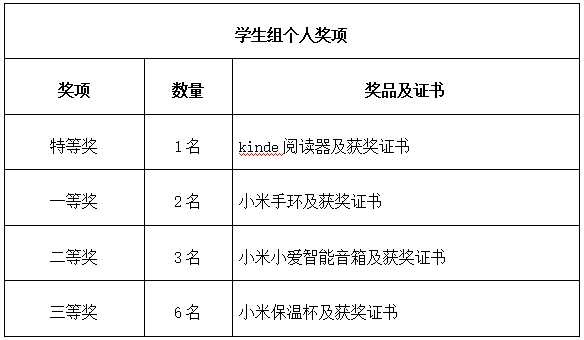 学生组个人奖项
奖项 数量 奖品及证书
特等奖 1名 kinde阅读器及获奖证书
一等奖 2名 小米手环及获奖证书
二等奖 3名 小米小爱智能音箱及获奖证书
三等奖 6名 小米保温杯及获奖证书